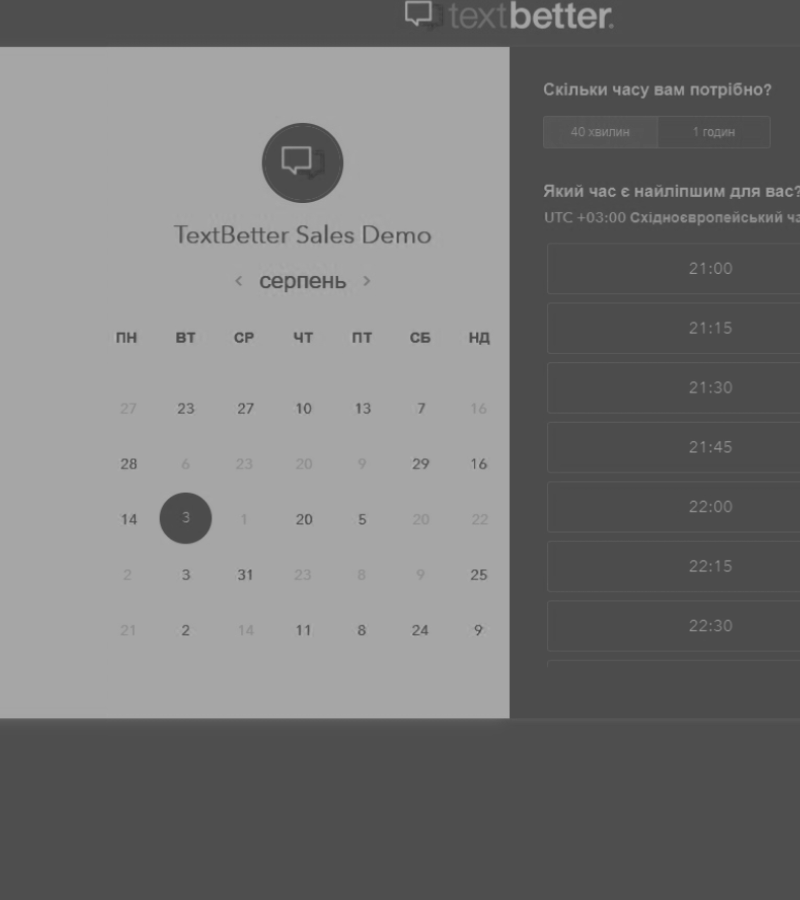 textbetter.
Скільки часу вам потрібно?
40 хвилин 1 годин
Який час є найліпшим для вас?
UTC +03:00 Східноєвропейський
TextBetter Sales Demo
< серпень >
ПН ВТ СР ЧТ ПТ СБ НД
27 23 27 10 13 7 16
28 6 23 20 9 29 16
14 3 1 20 5 20 22
2 3 31 23 8 9 25
21 2 14 11 8 24 9
21:00
21:15
21:30
21:45
22:00
22:15
22:30